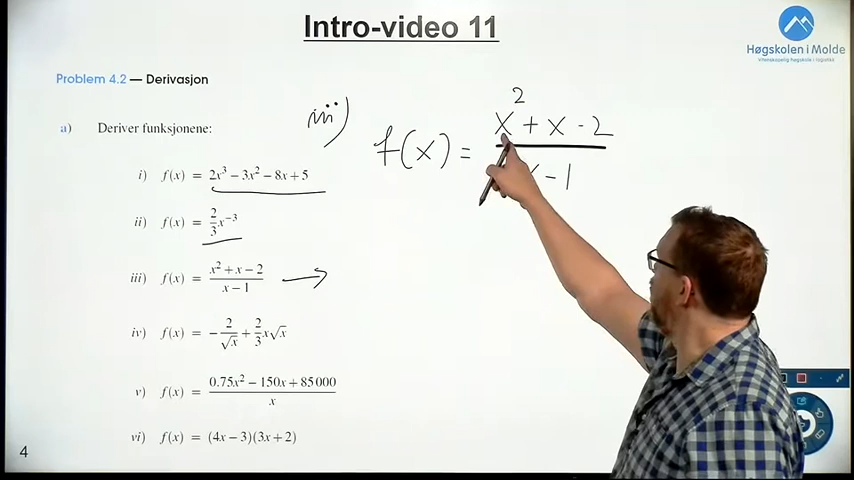 Intro-video 11
Høgskolen i Molde
Vitenskapelig høgskole i logistikk
Problem 4.2 — Derivasjon
a) Deriver funksjonene:
i) f(x) = 2x³ − 3x² − 8x + 5
ii) f(x) = 2/3 x⁻³
iii) f(x) = (x² + x − 2)/(x − 1)
iv) f(x) = −2/√x + 2/3 x√x
v) f(x) = (0.75x² − 150x + 85 000)/x
vi) f(x) = (4x − 3)(3x + 2)
4
iii)
f(x) = x² + x - 2
- 1